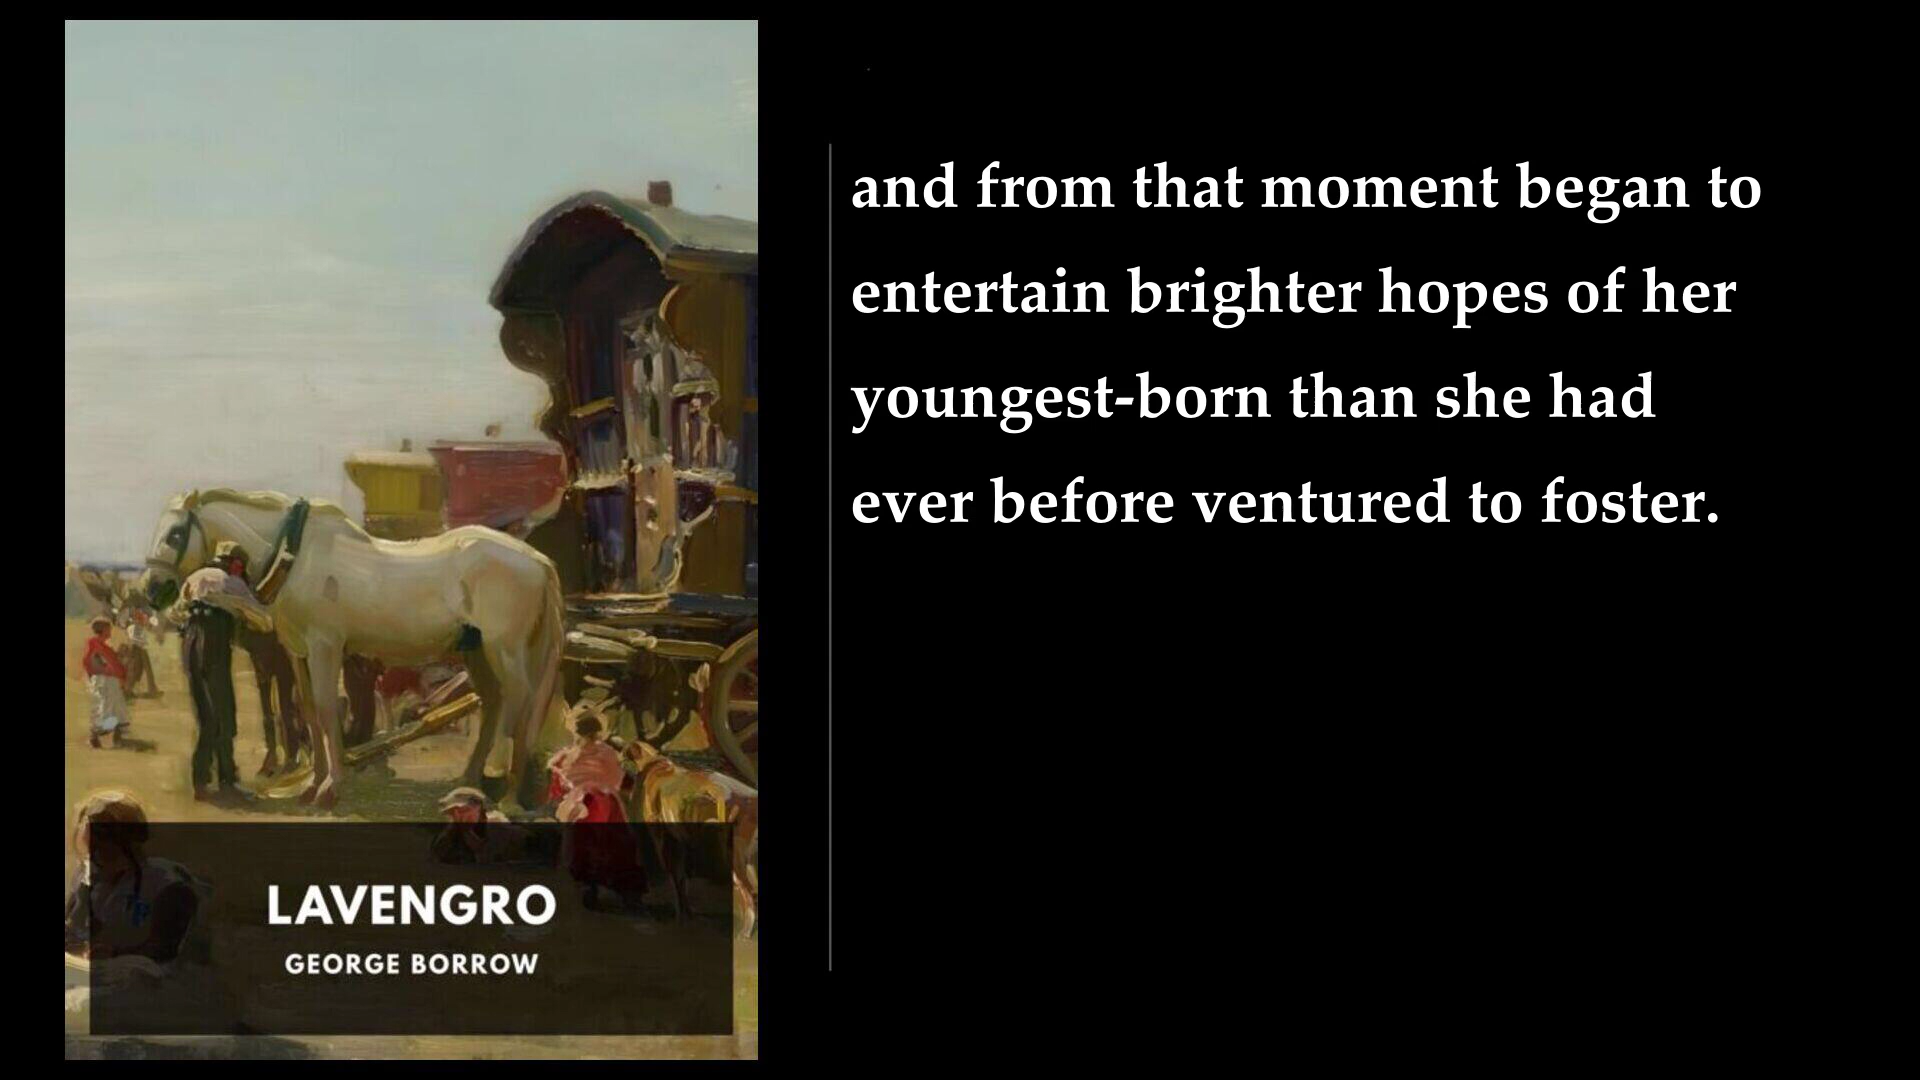 and from that moment began to
entertain brighter hopes of her
youngest-born than she had
ever before ventured to foster.
LAVENGRO
GEORGE BORROW